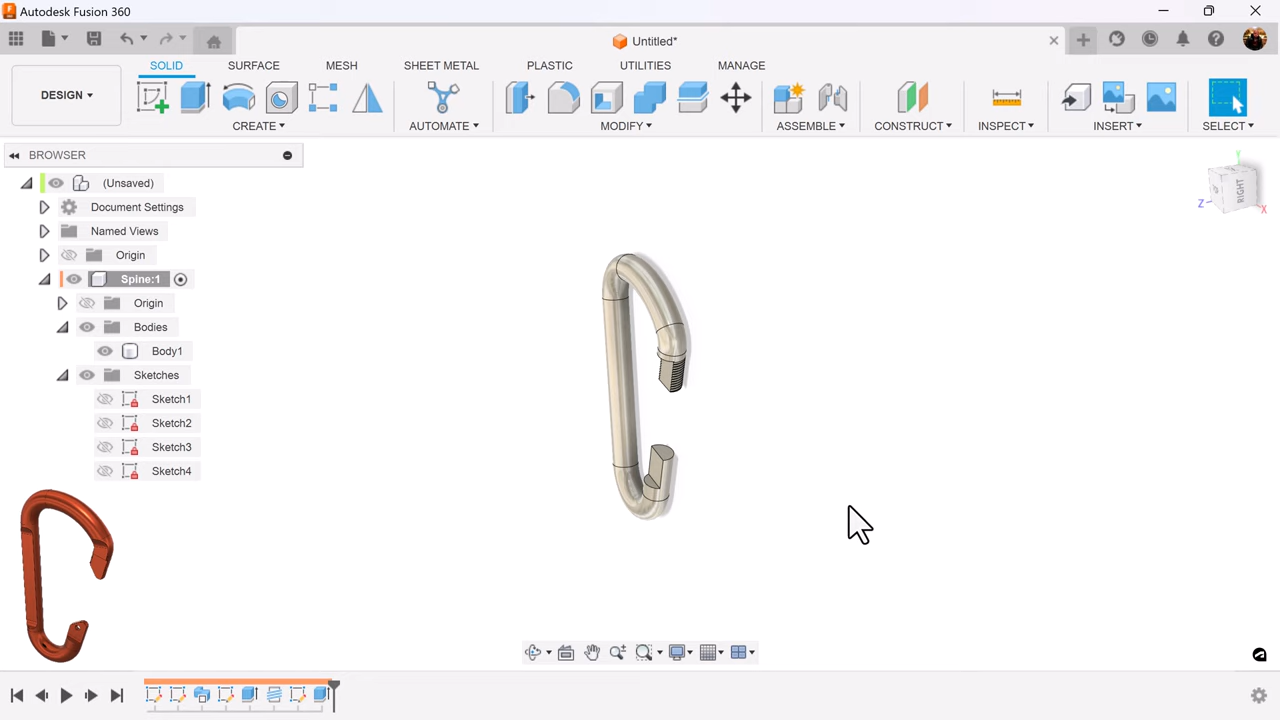 Autodesk Fusion 360
Untitled*
SOLID SURFACE MESH SHEET METAL PLASTIC UTILITIES MANAGE
DESIGN
CREATE AUTOMATE MODIFY ASSEMBLE CONSTRUCT INSPECT INSERT SELECT
BROWSER
(Unsaved)
Document Settings
Named Views
Origin
Spine:1
Origin
Bodies
Body1
Sketches
Sketch1
Sketch2
Sketch3
Sketch4
Y
RIGHT
Z
X